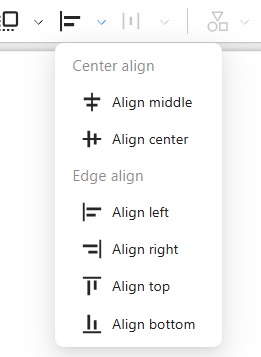 Center align
Align middle
Align center
Edge align
Align left
Align right
Align top
Align bottom